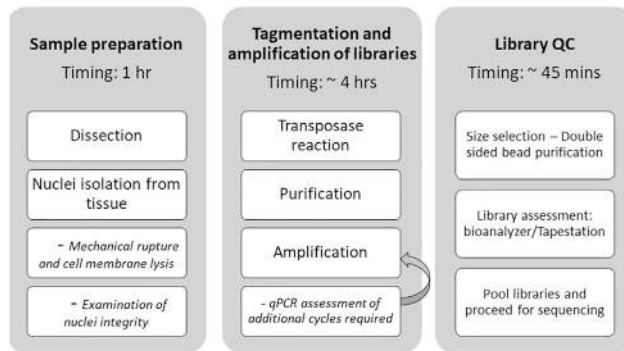 Sample preparation
Timing: 1 hr
Dissection
Nuclei isolation from
tissue
- Mechanical rupture
and cell membrane lysis
- Examination of
nuclei integrity
Tagmentation and
amplification of libraries
Timing: ~ 4 hrs
Transposase
reaction
Purification
Amplification
- qPCR assessment of
additional cycles required
Library QC
Timing: ~ 45 mins
Size selection – Double
sided bead purification
Library assessment:
bioanalyzer/Tapestation
Pool libraries and
proceed for sequencing